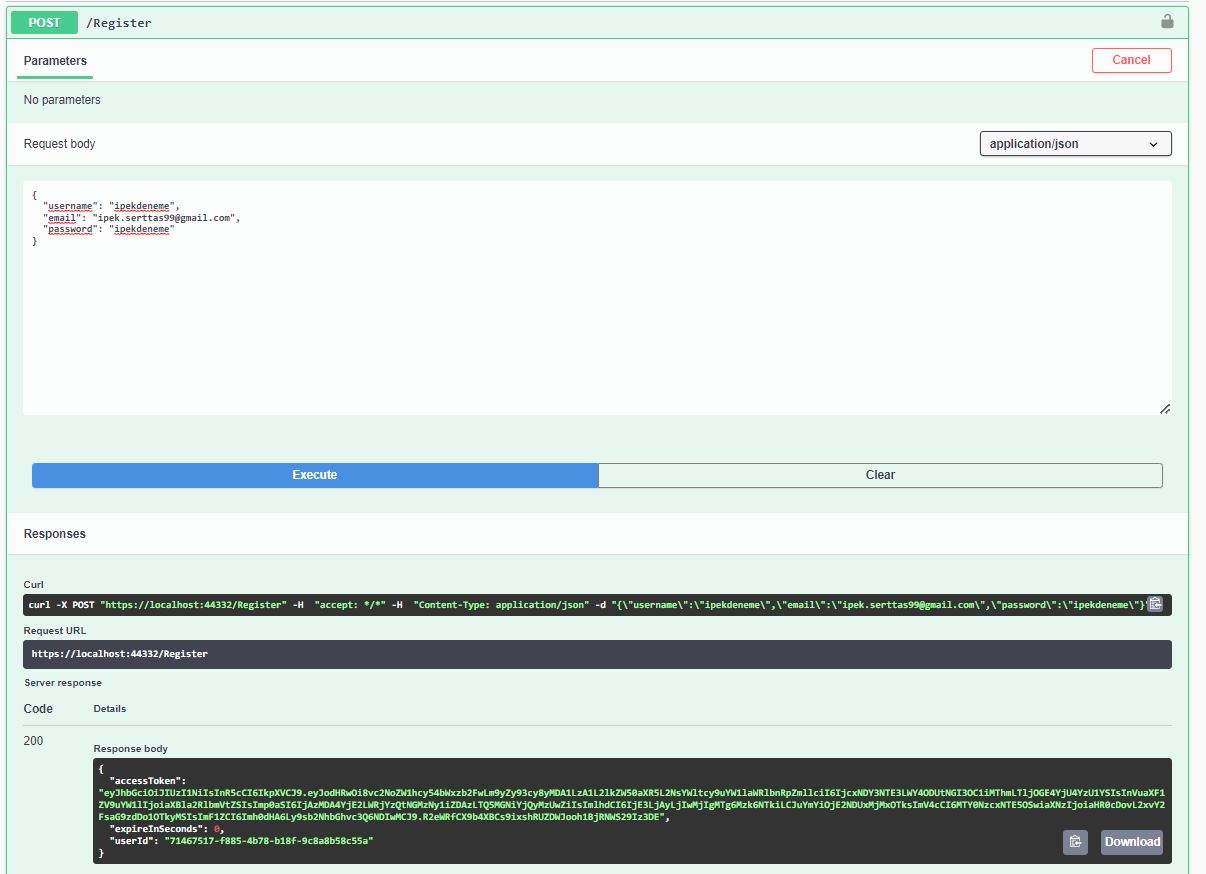 POST /Register
Parameters
Cancel
No parameters
Request body
application/json
{
"username": "ipekdeneme",
"email": "ipek.serttas99@gmail.com",
"password": "ipekdeneme"
}
Execute
Clear
Responses
Curl
curl -X POST "https://localhost:44332/Register" -H "accept: */*" -H "Content-Type: application/json" -d "{\"username\":\"ipekdeneme\",\"email\":\"ipek.serttas99@gmail.com\",\"password\":\"ipekdeneme\"}"
Request URL
https://localhost:44332/Register
Server response
Code
Details
200
Response body
{
"accessToken":
"expireInSeconds": 0,
"userId": "71467517-f885-4b78-b18f-9c8a8b58c55a"
}
Download